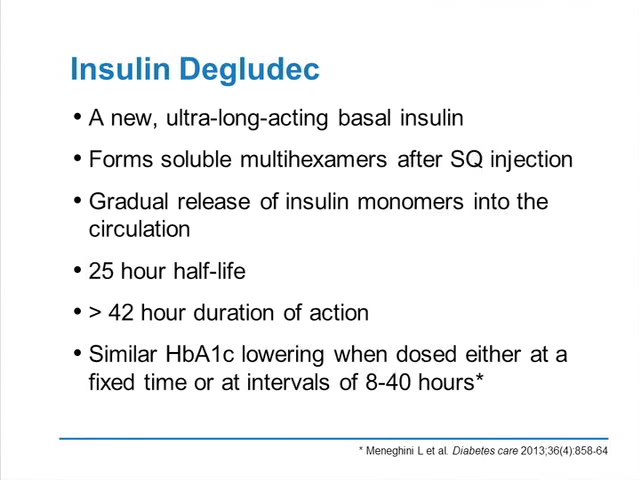 Insulin Degludec
• A new, ultra-long-acting basal insulin
• Forms soluble multihexamers after SQ injection
• Gradual release of insulin monomers into the
circulation
• 25 hour half-life
• > 42 hour duration of action
• Similar HbA1c lowering when dosed either at a
fixed time or at intervals of 8-40 hours*
* Meneghini L et al. Diabetes care 2013;36(4):858-64